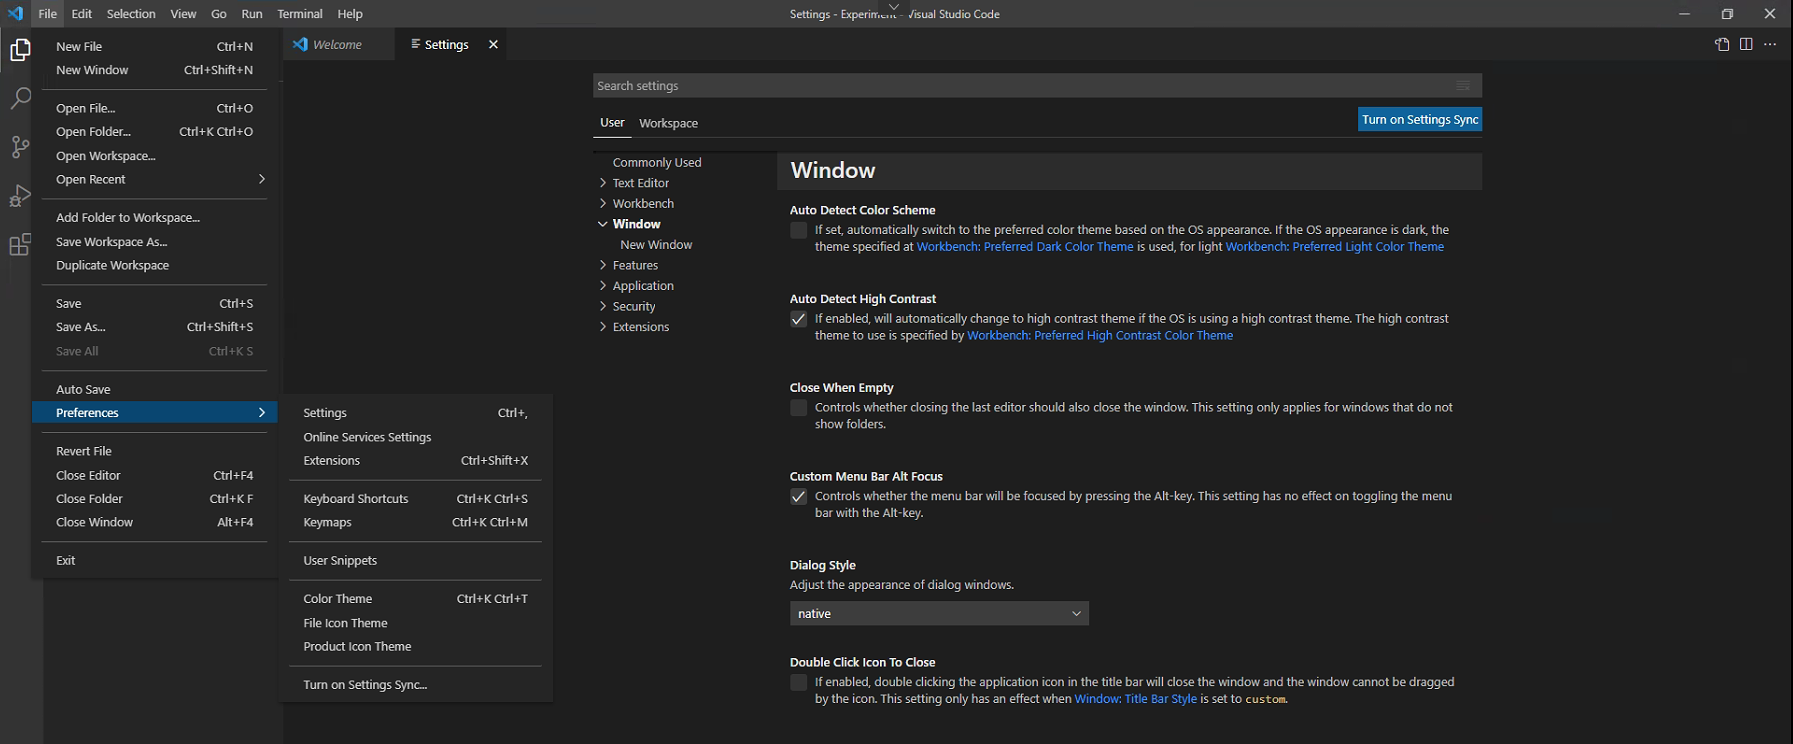 File Edit Selection View Go Run Terminal Help
Settings - Experiment - Visual Studio Code
New File Ctrl+N
New Window Ctrl+Shift+N
Open File... Ctrl+O
Open Folder... Ctrl+K Ctrl+O
Open Workspace...
Open Recent
Add Folder to Workspace...
Save Workspace As...
Duplicate Workspace
Save Ctrl+S
Save As... Ctrl+Shift+S
Save All Ctrl+K S
Auto Save
Preferences
Revert File
Close Editor Ctrl+F4
Close Folder Ctrl+K F
Close Window Alt+F4
Exit
Settings Ctrl+,
Online Services Settings
Extensions Ctrl+Shift+X
Keyboard Shortcuts Ctrl+K Ctrl+S
Keymaps Ctrl+K Ctrl+M
User Snippets
Color Theme Ctrl+K Ctrl+T
File Icon Theme
Product Icon Theme
Turn on Settings Sync...
Welcome
Settings
Search settings
User Workspace
Turn on Settings Sync
Commonly Used
Text Editor
Workbench
Window
New Window
Features
Application
Security
Extensions
Window
Auto Detect Color Scheme
If set, automatically switch to the preferred color theme based on the OS appearance. If the OS appearance is dark, the
theme specified at Workbench: Preferred Dark Color Theme is used, for light Workbench: Preferred Light Color Theme
Auto Detect High Contrast
If enabled, will automatically change to high contrast theme if the OS is using a high contrast theme. The high contrast
theme to use is specified by Workbench: Preferred High Contrast Color Theme
Close When Empty
Controls whether closing the last editor should also close the window. This setting only applies for windows that do not
show folders.
Custom Menu Bar Alt Focus
Controls whether the menu bar will be focused by pressing the Alt-key. This setting has no effect on toggling the menu
bar with the Alt-key.
Dialog Style
Adjust the appearance of dialog windows.
native
Double Click Icon To Close
If enabled, double clicking the application icon in the title bar will close the window and the window cannot be dragged
by the icon. This setting only has an effect when Window: Title Bar Style is set to custom.